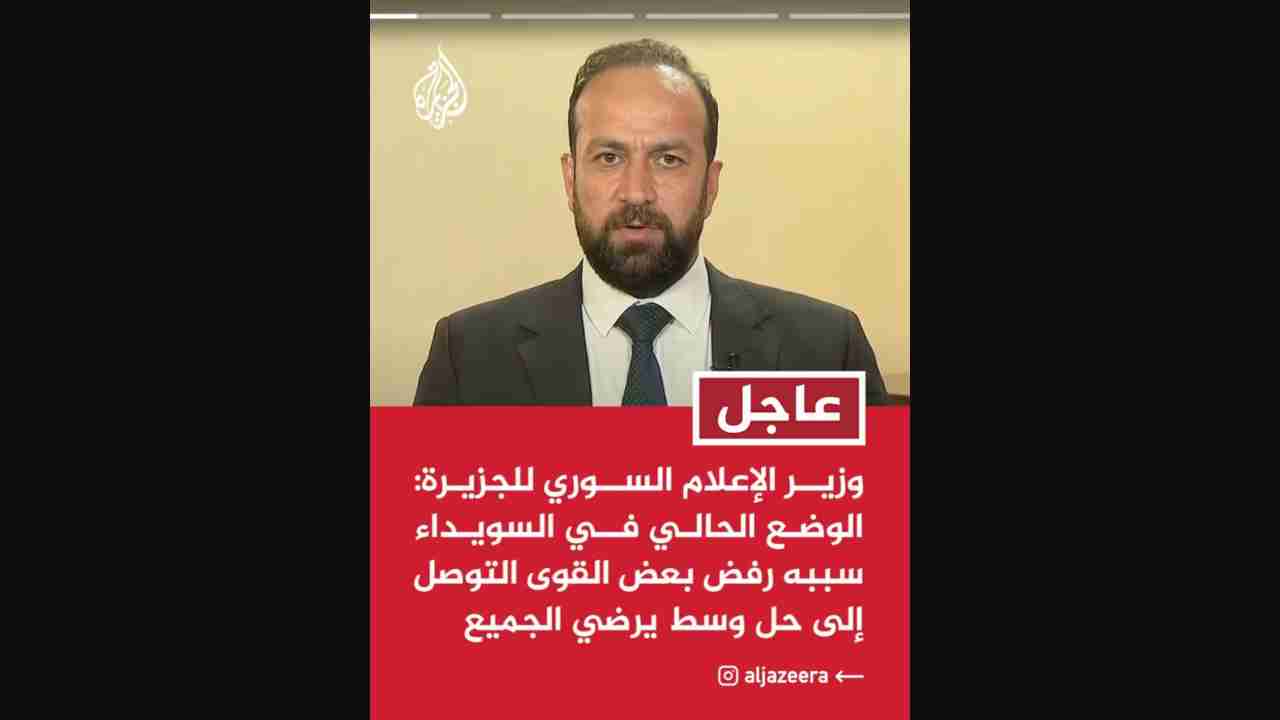 الجزيرة
عاجل
وزير الإعلام السوري للجزيرة:
الوضع الحالي في السويداء
سببه رفض بعض القوى التوصل
إلى حل وسط يرضي الجميع
aljazeera